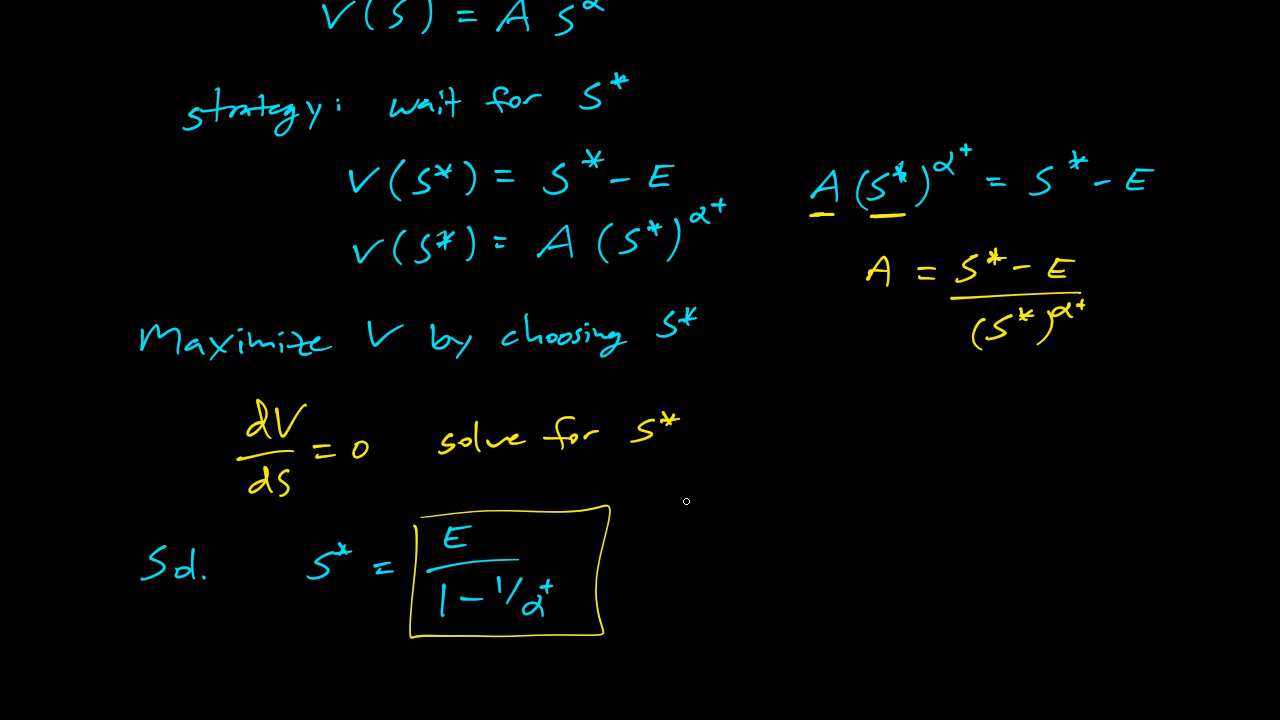 V(S) = A S^α
strategy: wait for S*
V(S*) = S* - E
V(S*) = A (S*)^α+
A (S*)^α+ = S* - E
A = S* - E / (S*)^α+
Maximize V by choosing S*
dV/dS = 0 solve for S*
Sol. S* = E / 1 - 1/α+